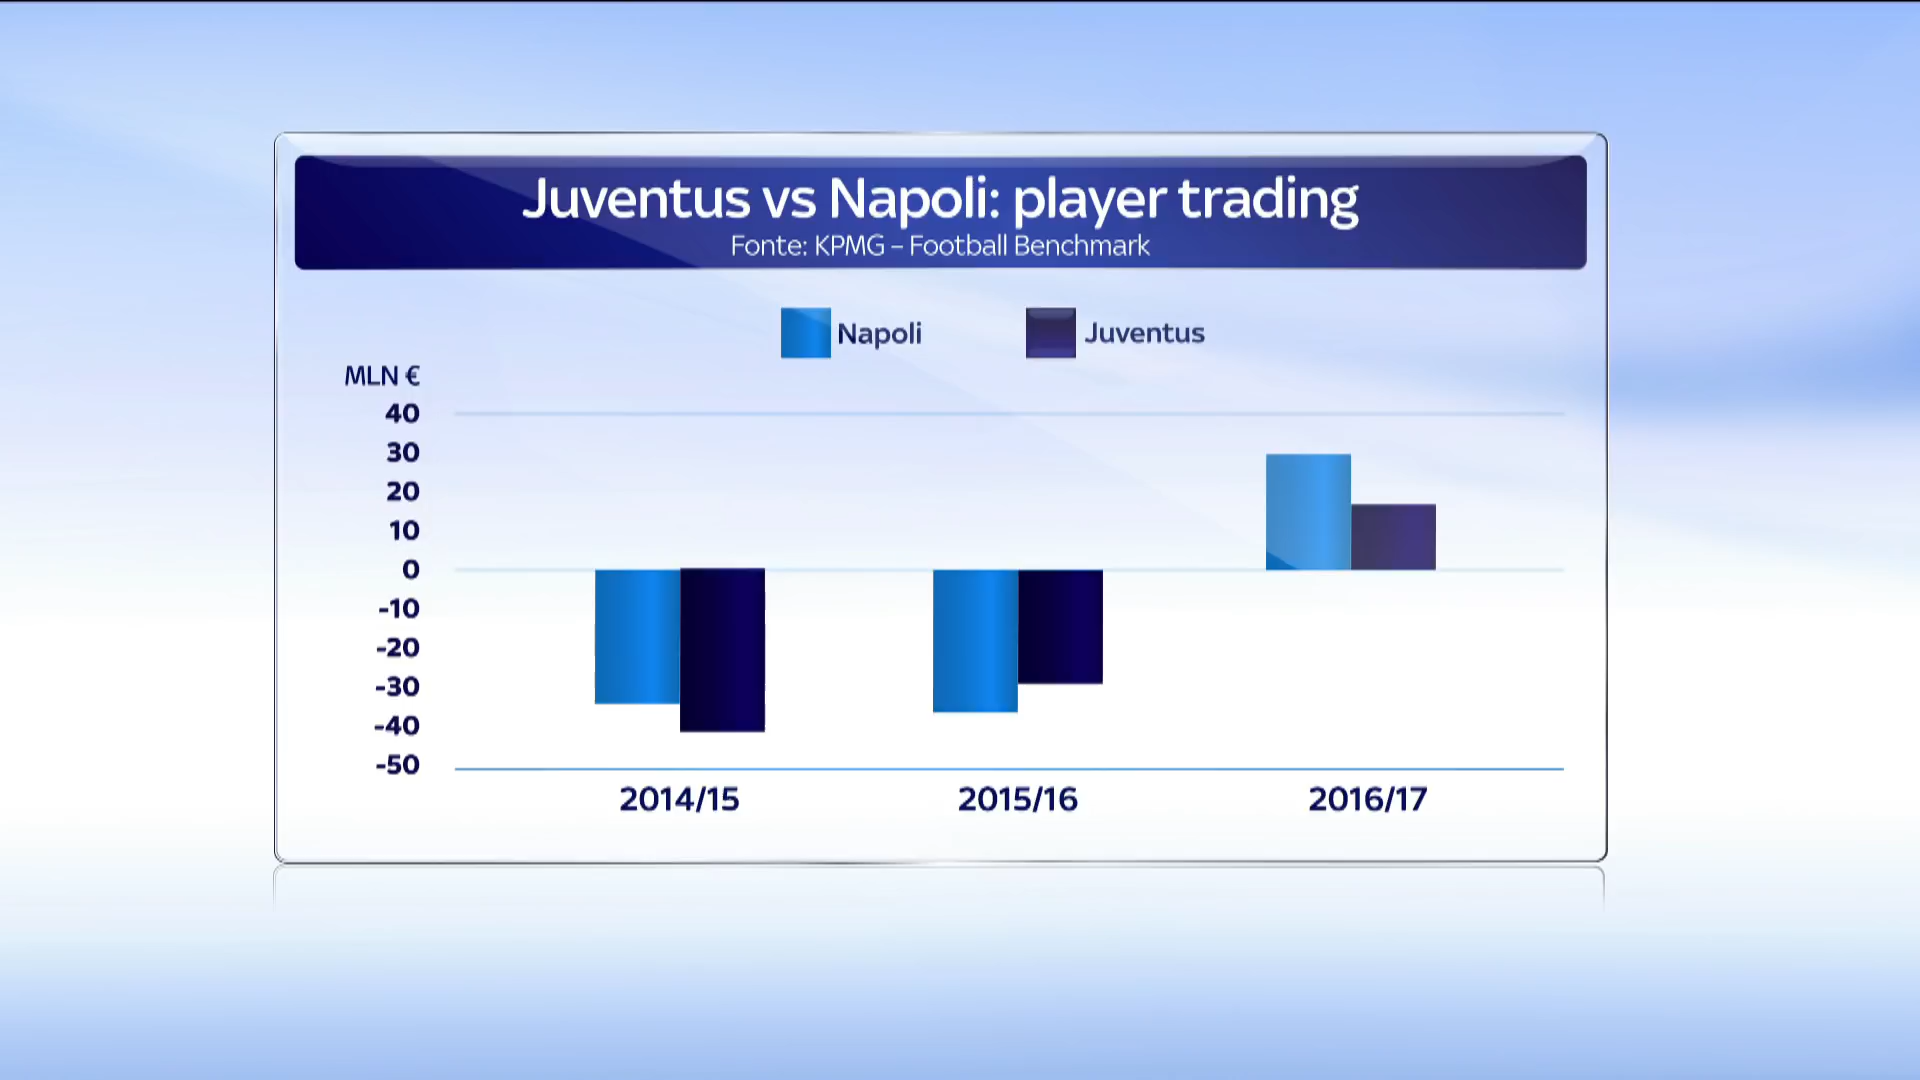 Juventus vs Napoli: player trading
Fonte: KPMG – Football Benchmark
Napoli
Juventus
MLN €
40
30
20
10
0
-10
-20
-30
-40
-50
2014/15
2015/16
2016/17